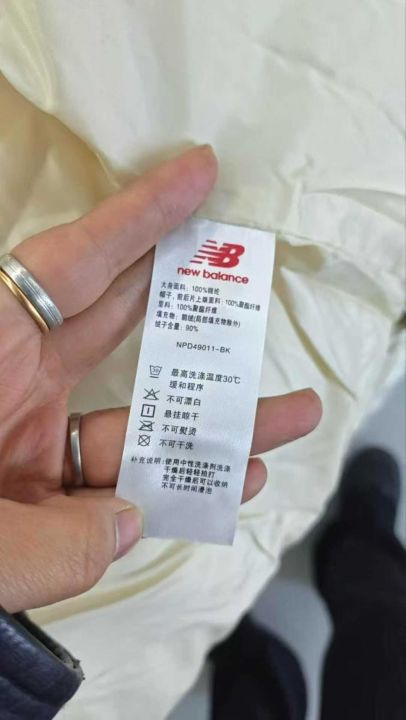 NB
new balance
大身面料：100%锦纶
帽子，前后片上端面料：100%聚酯纤维
里料：100%聚酯纤维
填充物：鹅绒(局部填充物除外)
绒子含量：90%
NPD49011-BK
30
最高洗涤温度30℃
缓和程序
不可漂白
悬挂晾干
不可熨烫
不可干洗
补充说明：使用中性洗涤剂洗涤
干燥后轻轻拍打
完全干燥后可以收纳
不可长时间浸泡